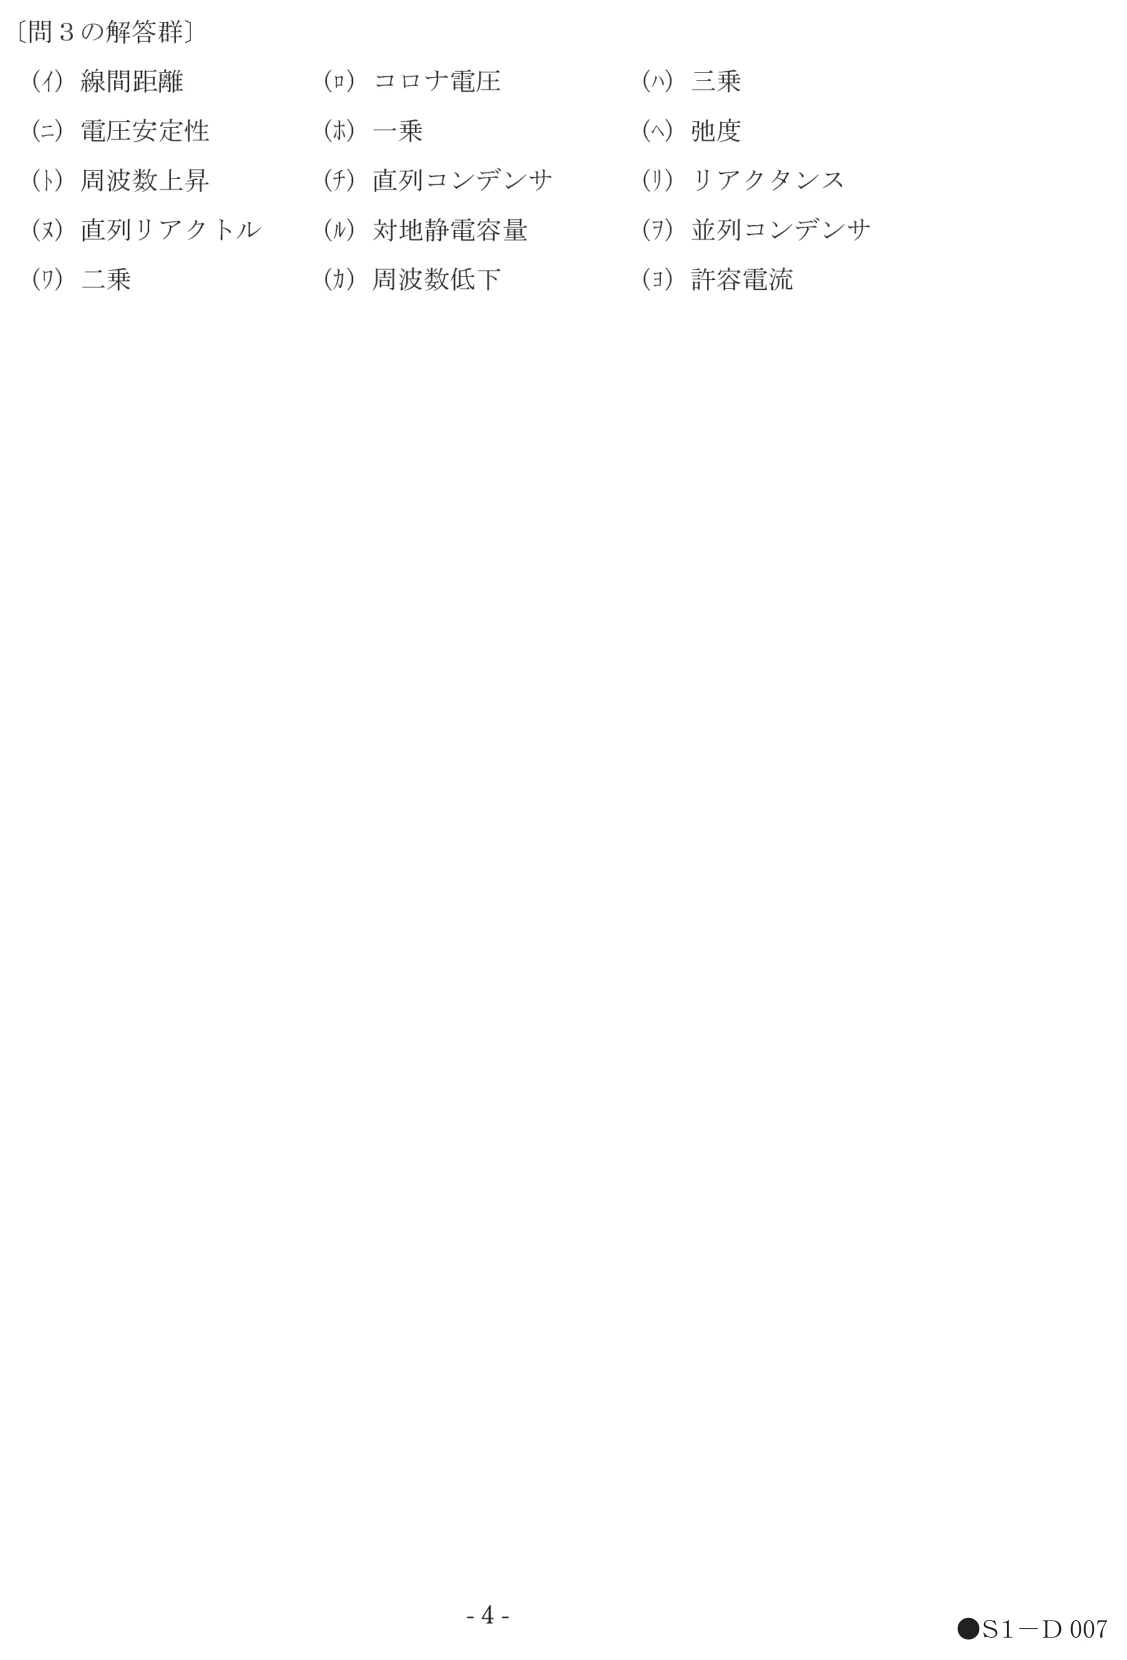 〔問3の解答群〕
(イ) 線間距離 (ロ) コロナ電圧 (ハ) 三乗
(ニ) 電圧安定性 (ホ) 一乗 (ヘ) 弛度
(ト) 周波数上昇 (チ) 直列コンデンサ (リ) リアクタンス
(ヌ) 直列リアクトル (ル) 対地静電容量 (ヲ) 並列コンデンサ
(ワ) 二乗 (カ) 周波数低下 (ヨ) 許容電流
- 4 -
●S1-D 007